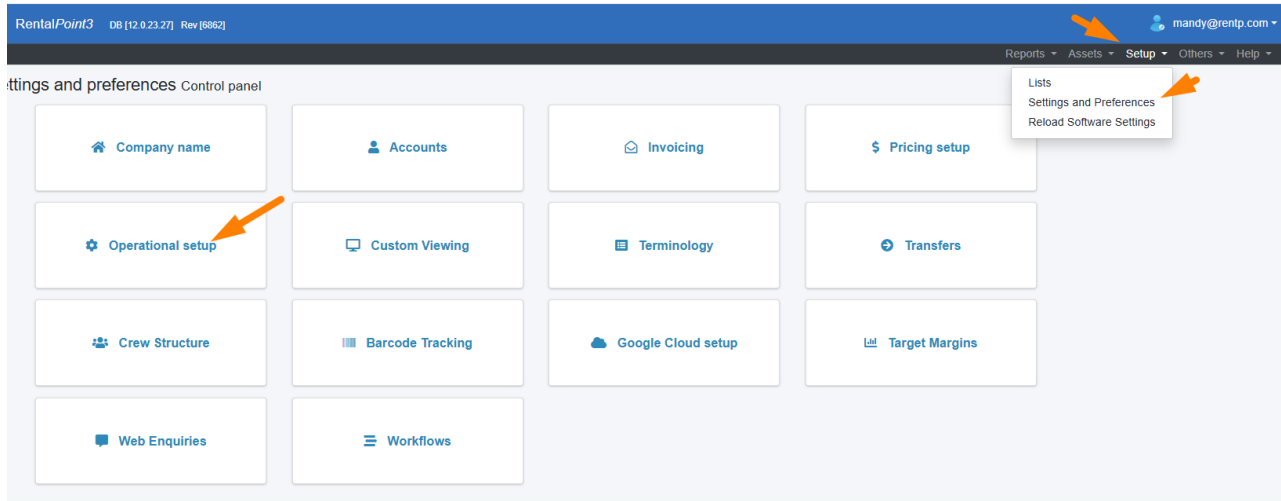 RentalPoint3 DB [12.0.23.27] Rev [6862] mandy@rentp.com
Reports Assets Setup Others Help
ttings and preferences Control panel
Lists
Settings and Preferences
Reload Software Settings
Company name Accounts Invoicing Pricing setup
Operational setup Custom Viewing Terminology Transfers
Crew Structure Barcode Tracking Google Cloud setup Target Margins
Web Enquiries Workflows